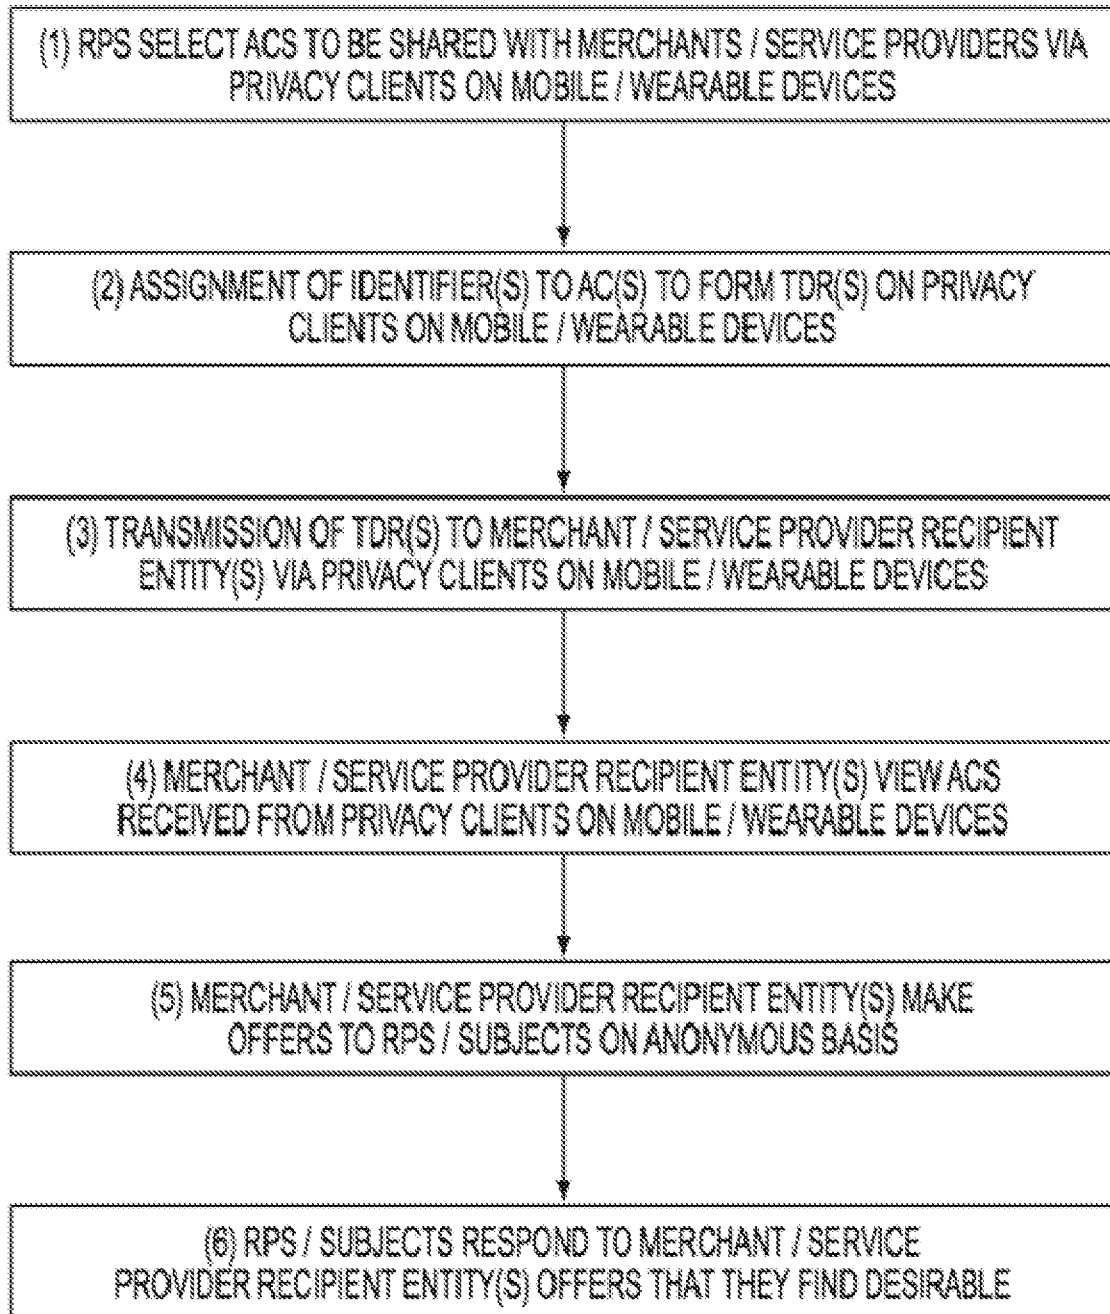 (1) RPS SELECT ACS TO BE SHARED WITH MERCHANTS / SERVICE PROVIDERS VIA
PRIVACY CLIENTS ON MOBILE / WEARABLE DEVICES
(2) ASSIGNMENT OF IDENTIFIER(S) TO AC(S) TO FORM TDR(S) ON PRIVACY
CLIENTS ON MOBILE / WEARABLE DEVICES
(3) TRANSMISSION OF TDR(S) TO MERCHANT / SERVICE PROVIDER RECIPIENT
ENTITY(S) VIA PRIVACY CLIENTS ON MOBILE / WEARABLE DEVICES
(4) MERCHANT / SERVICE PROVIDER RECIPIENT ENTITY(S) VIEW ACS
RECEIVED FROM PRIVACY CLIENTS ON MOBILE / WEARABLE DEVICES
(5) MERCHANT / SERVICE PROVIDER RECIPIENT ENTITY(S) MAKE
OFFERS TO RPS / SUBJECTS ON ANONYMOUS BASIS
(6) RPS / SUBJECTS RESPOND TO MERCHANT / SERVICE
PROVIDER RECIPIENT ENTITY(S) OFFERS THAT THEY FIND DESIRABLE